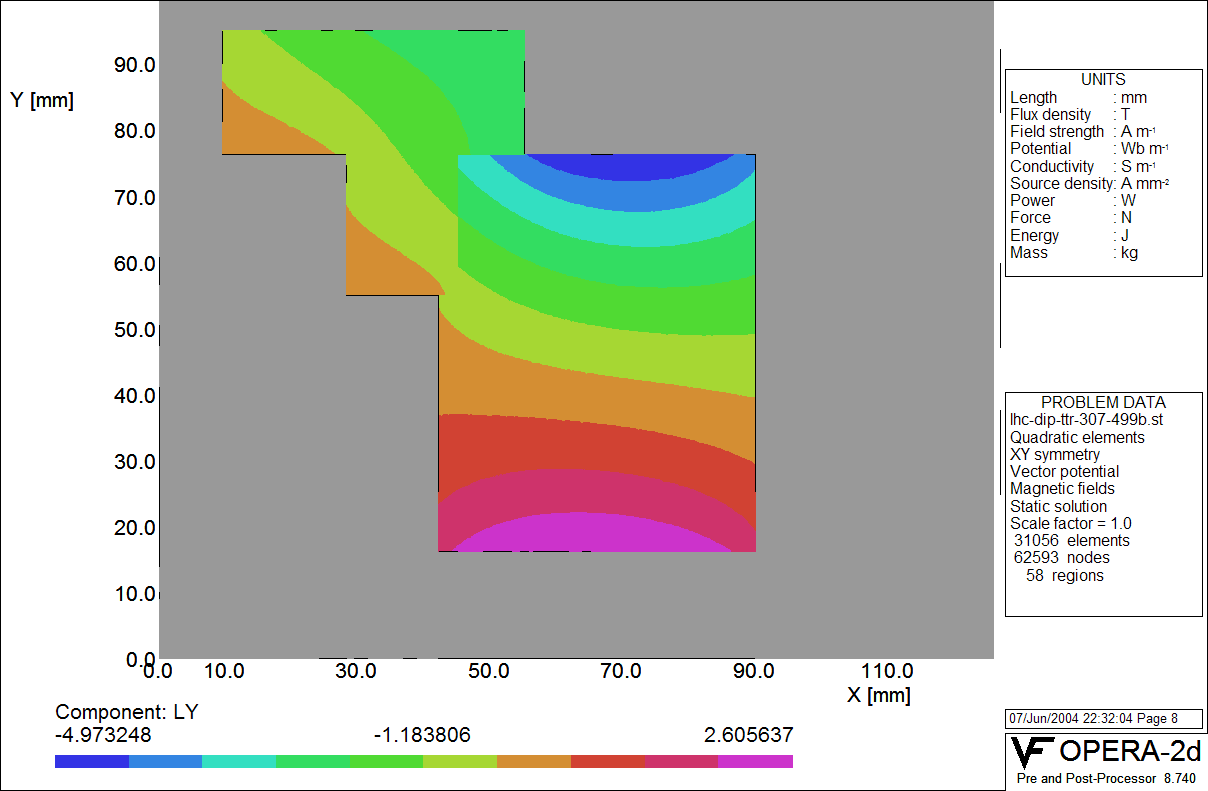 Y [mm]
90.0
80.0
70.0
60.0
50.0
40.0
30.0
20.0
10.0
0.0
0.0 10.0 30.0 50.0 70.0 90.0 110.0
X [mm]
Component: LY
-4.973248 -1.183806 2.605637
UNITS
Length : mm
Flux density : T
Field strength : A m⁻¹
Potential : Wb m⁻¹
Conductivity : S m⁻¹
Source density: A mm⁻²
Power : W
Force : N
Energy : J
Mass : kg
PROBLEM DATA
lhc-dip-ttr-307-499b.st
Quadratic elements
XY symmetry
Vector potential
Magnetic fields
Static solution
Scale factor = 1.0
31056 elements
62593 nodes
58 regions
07/Jun/2004 22:32:04 Page 8
VF OPERA-2d
Pre and Post-Processor 8.740